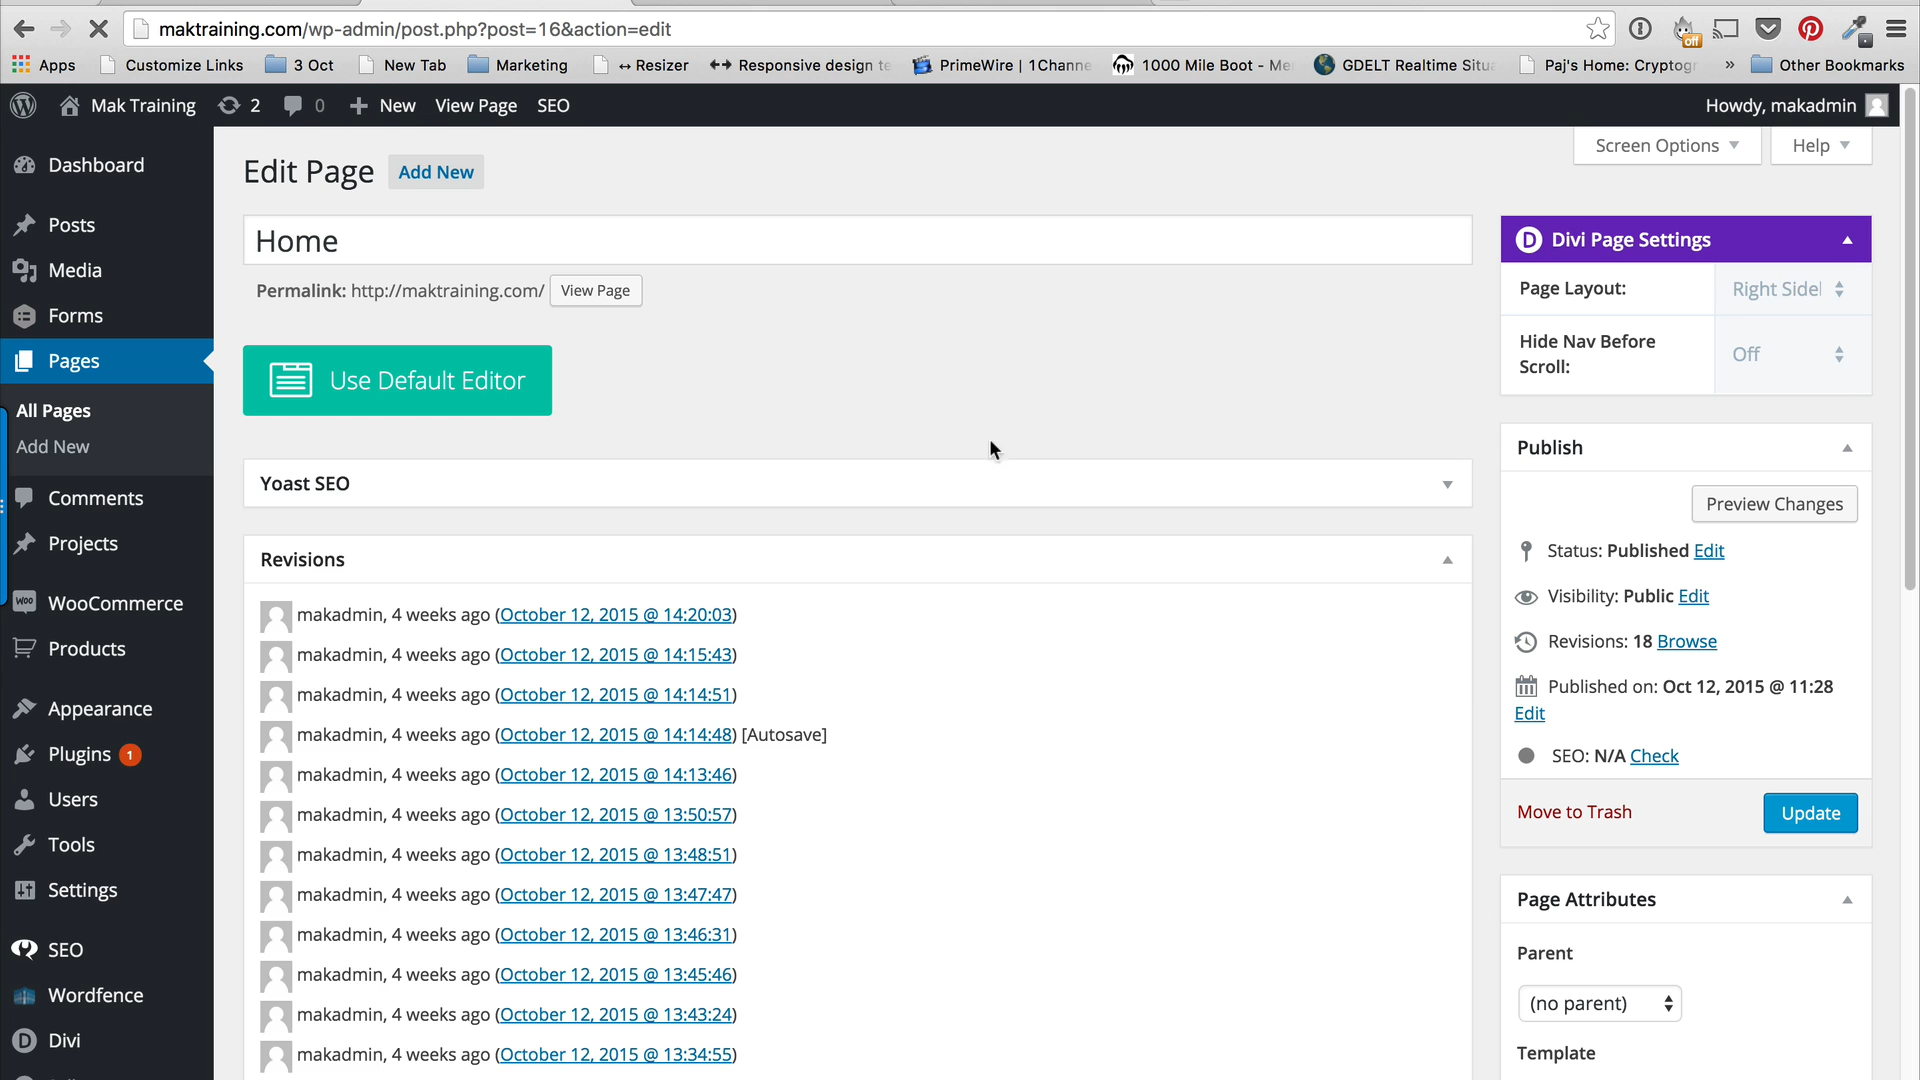 maktraining.com/wp-admin/post.php?post=16&action=edit
off
Apps
Customize Links
3 Oct
New Tab
Marketing
↔ Resizer
Responsive design te
PrimeWire | 1Channe
1000 Mile Boot - Me
GDELT Realtime Situa
Paj's Home: Cryptogr
»
Other Bookmarks
Mak Training
2
0
New
View Page
SEO
Howdy, makadmin
Dashboard
Posts
Media
Forms
Pages
All Pages
Add New
Comments
Projects
WooCommerce
Products
Appearance
Plugins 1
Users
Tools
Settings
SEO
Wordfence
Divi
Screen Options
Help
Edit Page
Add New
Home
Permalink: http://maktraining.com/
View Page
Use Default Editor
Yoast SEO
Revisions
makadmin, 4 weeks ago (October 12, 2015 @ 14:20:03)
makadmin, 4 weeks ago (October 12, 2015 @ 14:15:43)
makadmin, 4 weeks ago (October 12, 2015 @ 14:14:51)
makadmin, 4 weeks ago (October 12, 2015 @ 14:14:48) [Autosave]
makadmin, 4 weeks ago (October 12, 2015 @ 14:13:46)
makadmin, 4 weeks ago (October 12, 2015 @ 13:50:57)
makadmin, 4 weeks ago (October 12, 2015 @ 13:48:51)
makadmin, 4 weeks ago (October 12, 2015 @ 13:47:47)
makadmin, 4 weeks ago (October 12, 2015 @ 13:46:31)
makadmin, 4 weeks ago (October 12, 2015 @ 13:45:46)
makadmin, 4 weeks ago (October 12, 2015 @ 13:43:24)
makadmin, 4 weeks ago (October 12, 2015 @ 13:34:55)
Divi Page Settings
Page Layout:
Right Sidel
Hide Nav Before
Scroll:
Off
Publish
Preview Changes
Status: Published Edit
Visibility: Public Edit
Revisions: 18 Browse
Published on: Oct 12, 2015 @ 11:28
Edit
SEO: N/A Check
Move to Trash
Update
Page Attributes
Parent
(no parent)
Template